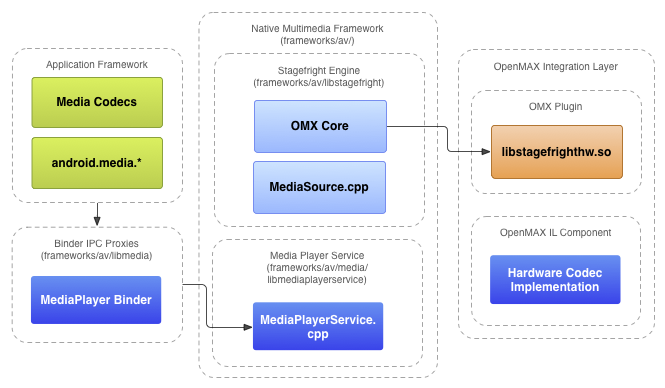 Application Framework
Media Codecs
android.media.*
Binder IPC Proxies
(frameworks/av/libmedia)
MediaPlayer Binder
Native Multimedia Framework
(frameworks/av/)
Stagefright Engine
(frameworks/av/libstagefright)
OMX Core
MediaSource.cpp
Media Player Service
(frameworks/av/media/
libmediaplayerservice)
MediaPlayerService.
cpp
OpenMAX Integration Layer
OMX Plugin
libstagefrighthw.so
OpenMAX IL Component
Hardware Codec
Implementation